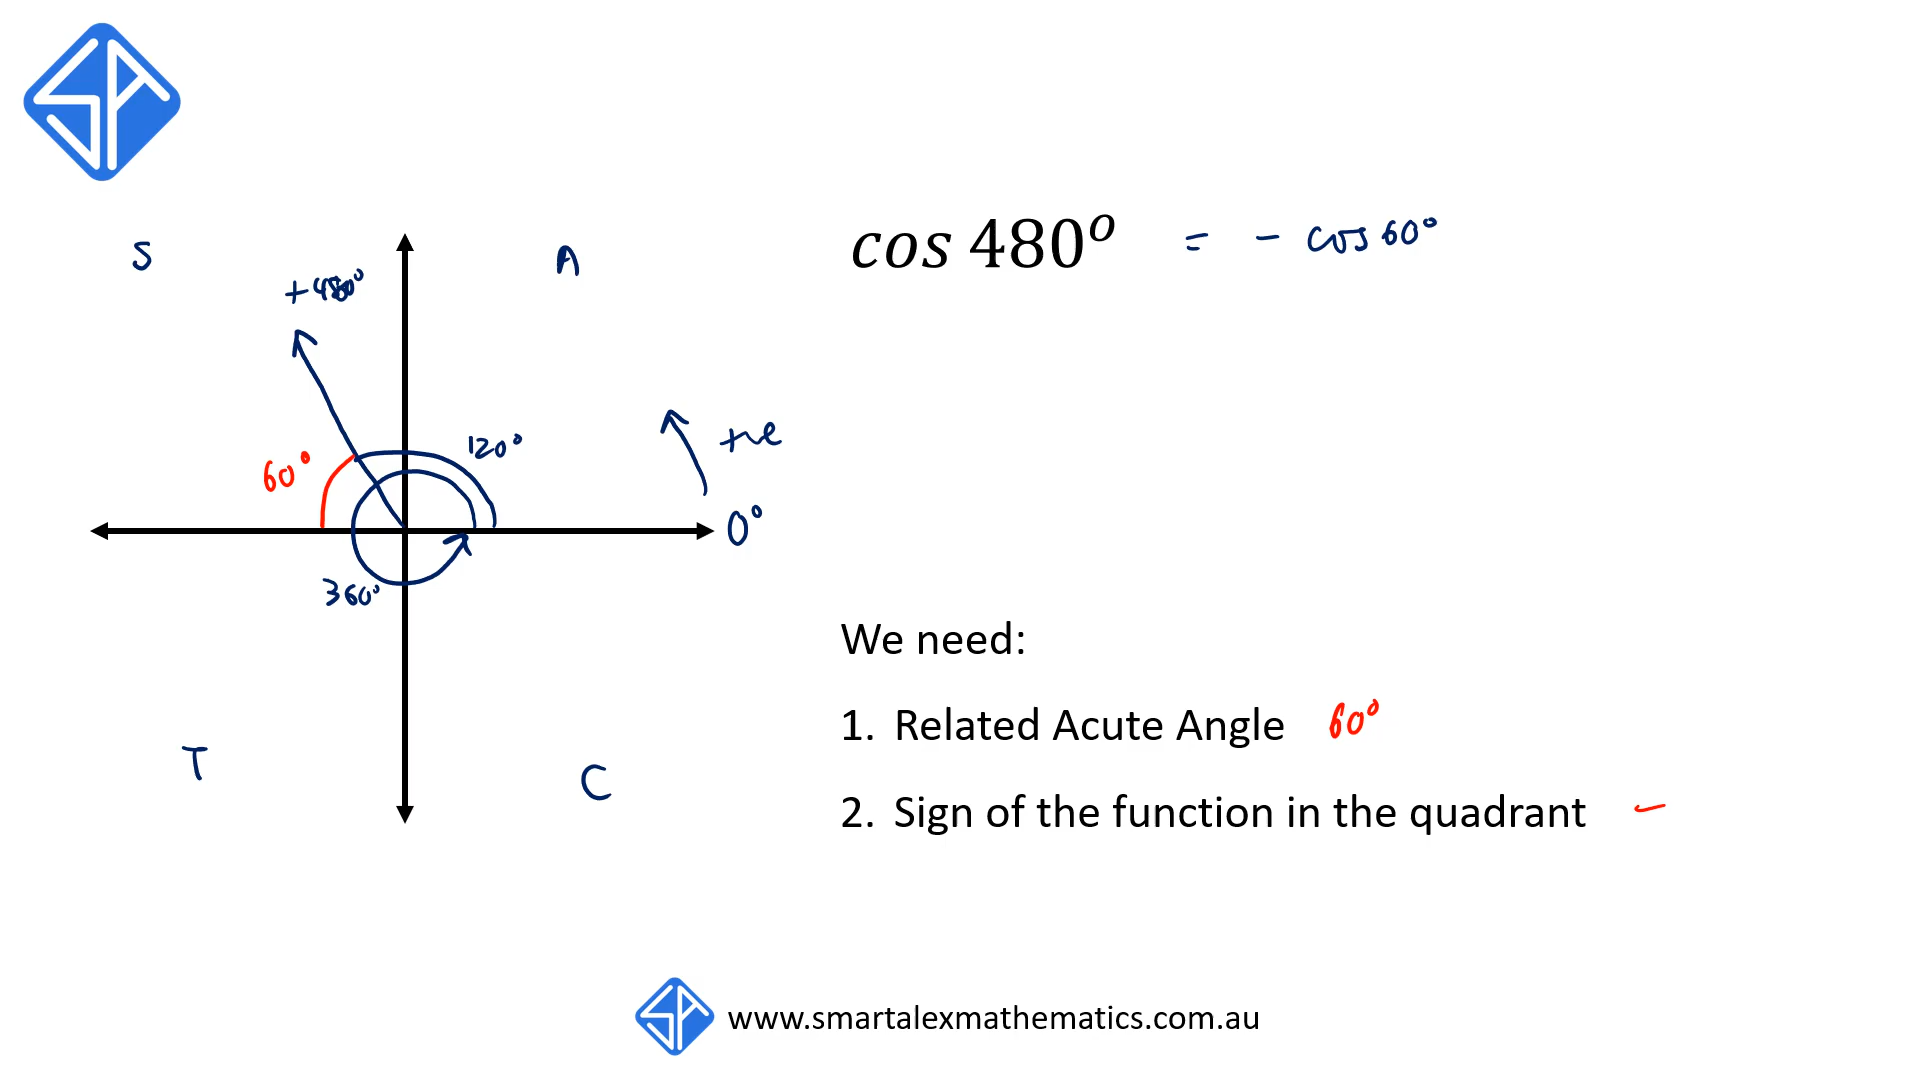 S
A
+480°
cos 480° = - cos 60°
120°
+ve
60°
0°
360°
We need:
1. Related Acute Angle 60°
2. Sign of the function in the quadrant -
T
C
www.smartalexmathematics.com.au